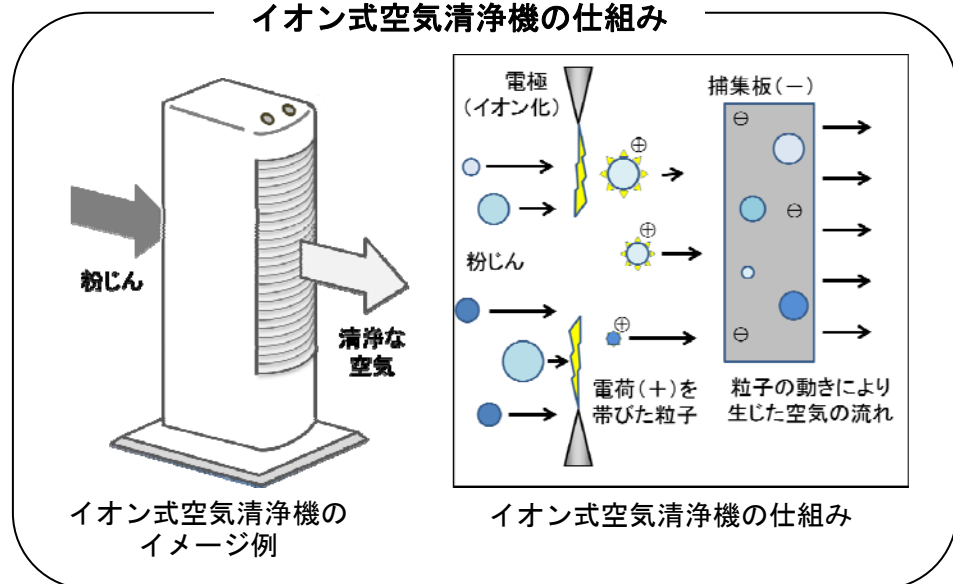 イオン式空気清浄機の仕組み
粉じん
清浄な
空気
イオン式空気清浄機の
イメージ例
電極
(イオン化)
捕集板(－)
⊕
⊖
⊕
⊖
粉じん
⊕
⊖
電荷(＋)を
帯びた粒子
粒子の動きにより
生じた空気の流れ
イオン式空気清浄機の仕組み